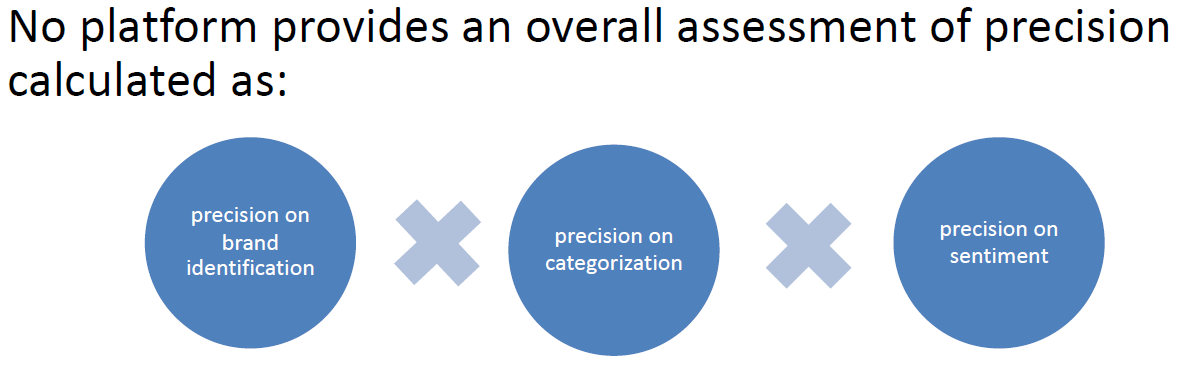 No platform provides an overall assessment of precision
calculated as:
precision on
brand
identification
precision on
categorization
precision on
sentiment